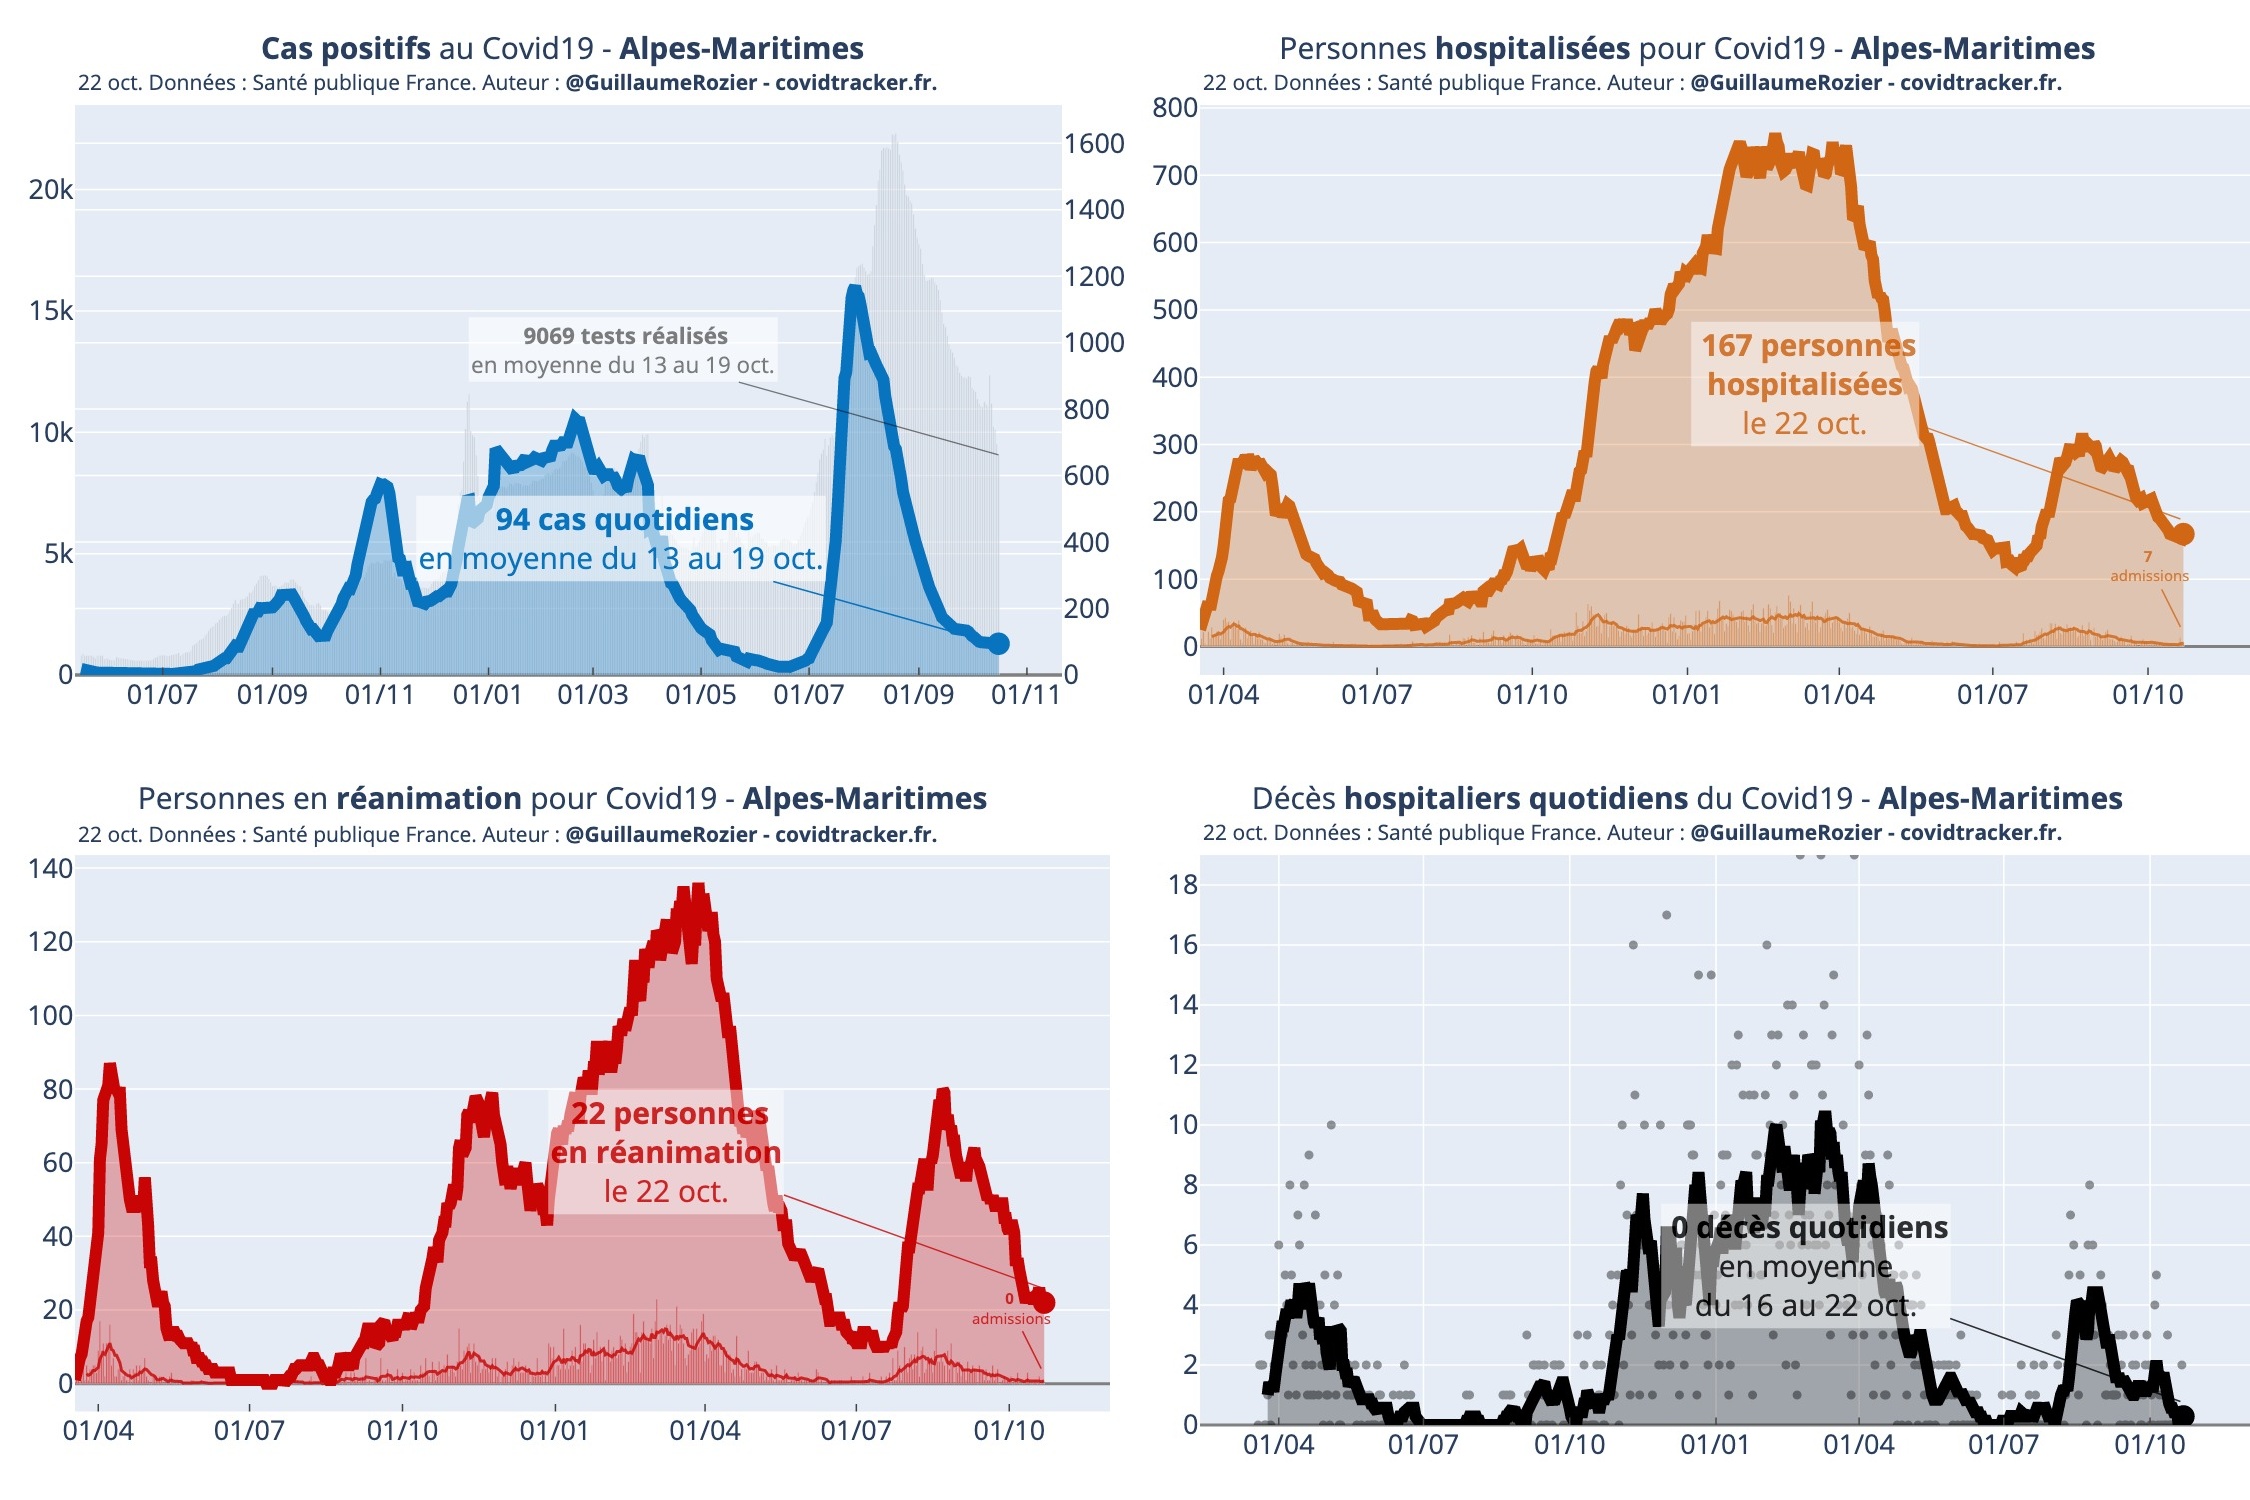 Cas positifs au Covid19 - Alpes-Maritimes
22 oct. Données : Santé publique France. Auteur : @GuillaumeRozier - covidtracker.fr.
20k
15k
10k
5k
0
1600
1400
1200
1000
800
600
400
200
0
9069 tests réalisés
en moyenne du 13 au 19 oct.
94 cas quotidiens
en moyenne du 13 au 19 oct.
01/07 01/09 01/11 01/01 01/03 01/05 01/07 01/09 01/11
Personnes hospitalisées pour Covid19 - Alpes-Maritimes
22 oct. Données : Santé publique France. Auteur : @GuillaumeRozier - covidtracker.fr.
800
700
600
500
400
300
200
100
0
167 personnes
hospitalisées
le 22 oct.
7
admissions
01/04 01/07 01/10 01/01 01/04 01/07 01/10
Personnes en réanimation pour Covid19 - Alpes-Maritimes
22 oct. Données : Santé publique France. Auteur : @GuillaumeRozier - covidtracker.fr.
140
120
100
80
60
40
20
0
22 personnes
en réanimation
le 22 oct.
0
admissions
01/04 01/07 01/10 01/01 01/04 01/07 01/10
Décès hospitaliers quotidiens du Covid19 - Alpes-Maritimes
22 oct. Données : Santé publique France. Auteur : @GuillaumeRozier - covidtracker.fr.
18
16
14
12
10
8
6
4
2
0
0 décès quotidiens
en moyenne
du 16 au 22 oct.
01/04 01/07 01/10 01/01 01/04 01/07 01/10